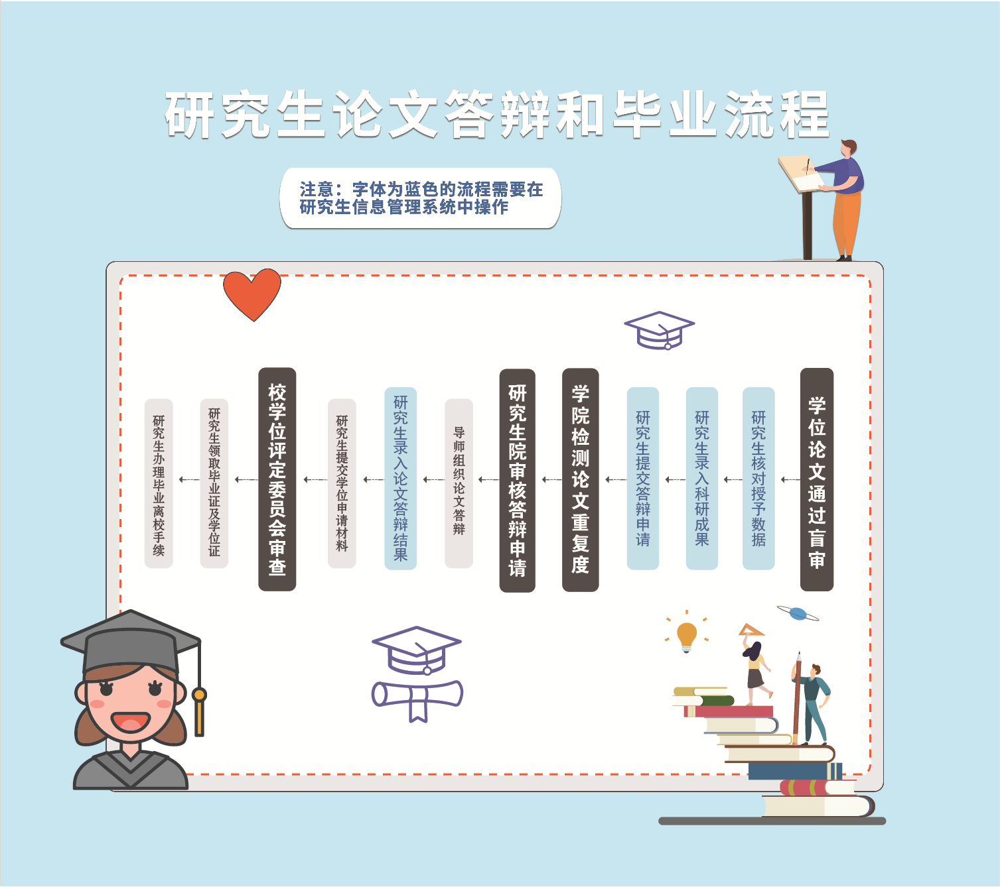 研究生论文答辩和毕业流程
注意：字体为蓝色的流程需要在
研究生信息管理系统中操作
学位论文通过盲审
研究生核对授予数据
研究生录入科研成果
研究生提交答辩申请
学院检测论文重复度
研究生院审核答辩申请
导师组织论文答辩
研究生录入论文答辩结果
研究生提交学位申请材料
校学位评定委员会审查
研究生领取毕业证及学位证
研究生办理毕业离校手续